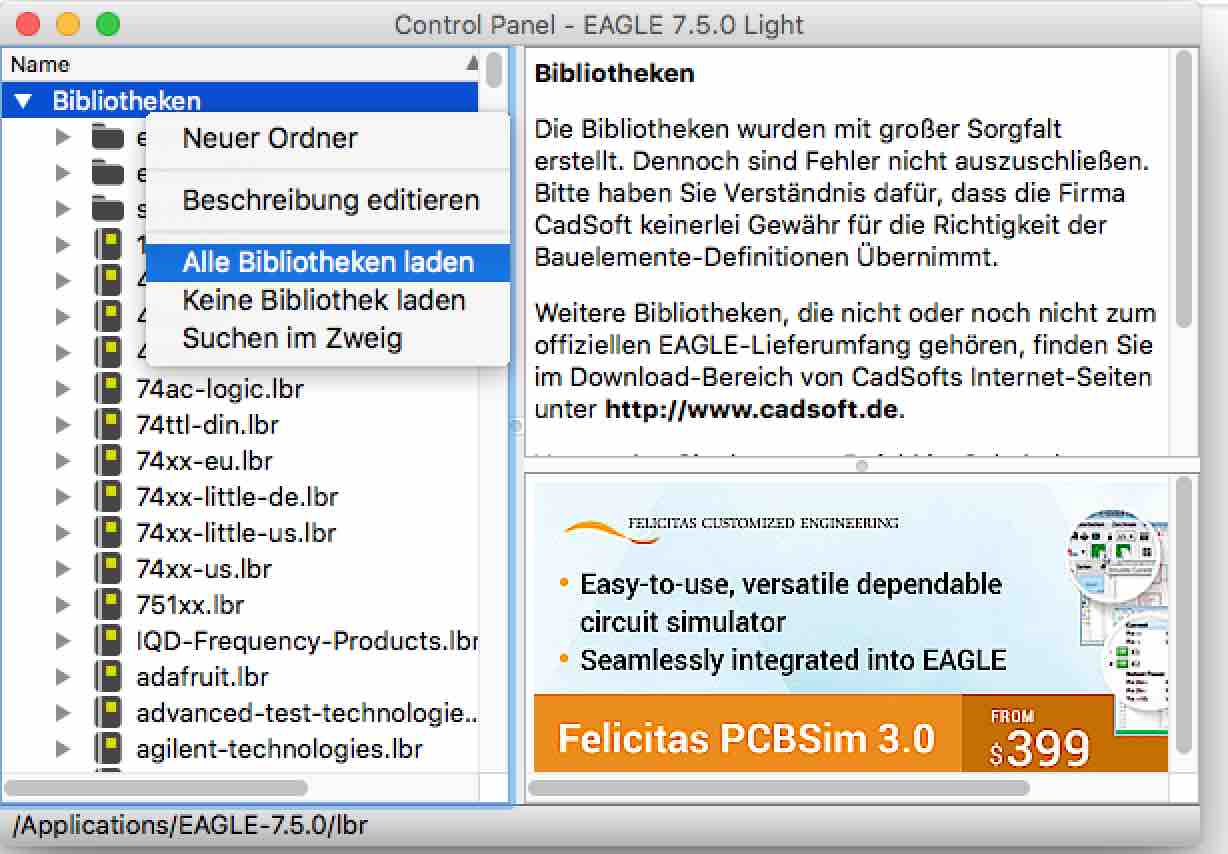 Control Panel - EAGLE 7.5.0 Light
Name
Bibliotheken
Neuer Ordner
Beschreibung editieren
Alle Bibliotheken laden
Keine Bibliothek laden
Suchen im Zweig
74ac-logic.lbr
74ttl-din.lbr
74xx-eu.lbr
74xx-little-de.lbr
74xx-little-us.lbr
74xx-us.lbr
751xx.lbr
IQD-Frequency-Products.lbr
adafruit.lbr
advanced-test-technologie..
agilent-technologies.lbr
Bibliotheken
Die Bibliotheken wurden mit großer Sorgfalt
erstellt. Dennoch sind Fehler nicht auszuschließen.
Bitte haben Sie Verständnis dafür, dass die Firma
CadSoft keinerlei Gewähr für die Richtigkeit der
Bauelemente-Definitionen Übernimmt.
Weitere Bibliotheken, die nicht oder noch nicht zum
offiziellen EAGLE-Lieferumfang gehören, finden Sie
im Download-Bereich von CadSofts Internet-Seiten
unter http://www.cadsoft.de.
FELICITAS CUSTOMIZED ENGINEERING
• Easy-to-use, versatile dependable
circuit simulator
• Seamlessly integrated into EAGLE
Felicitas PCBSim 3.0
FROM
$399
/Applications/EAGLE-7.5.0/lbr